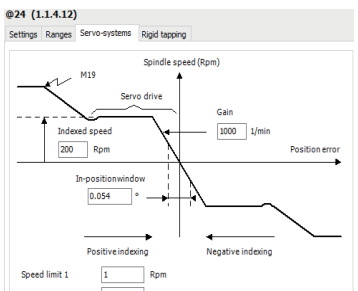 @24 (1.1.4.12)
Settings Ranges Servo-systems Rigid tapping
Spindle speed (Rpm)
M19
Servo drive
Gain
1000 1/min
Indexed speed
200 Rpm
Position error
In-position window
0.054 °
Positive indexing Negative indexing
Speed limit 1 1 Rpm